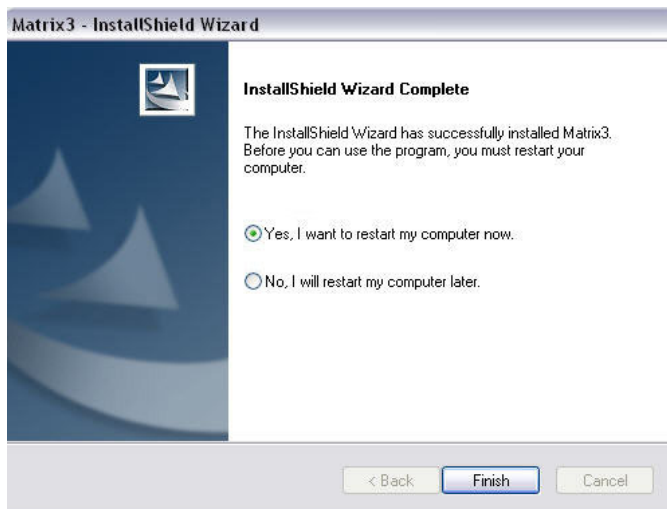 Matrix3 - InstallShield Wizard
InstallShield Wizard Complete
The InstallShield Wizard has successfully installed Matrix3.
Before you can use the program, you must restart your
computer.
Yes, I want to restart my computer now.
No, I will restart my computer later.
< Back
Finish
Cancel